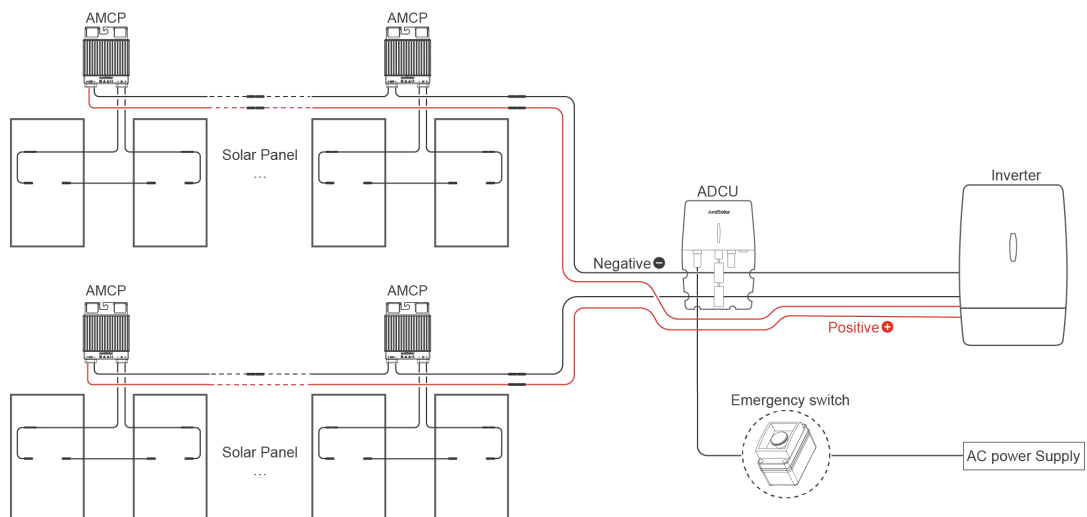 AMCP
AMCP
Solar Panel
...
ADCU
AntiSolar
Inverter
Negative
AMCP
AMCP
Positive
Solar Panel
...
Emergency switch
AC power Supply